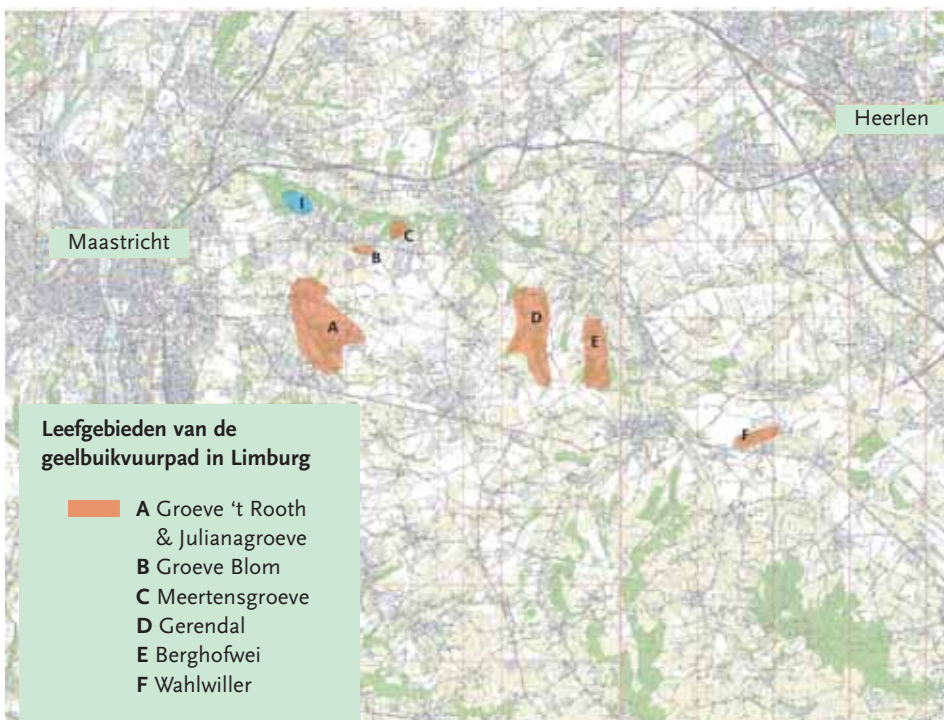 Heerlen
I
C
Maastricht
B
A
D
E
F
Leefgebieden van de
geelbuikvuurpad in Limburg
A Groeve ‘t Rooth
& Julianagroeve
B Groeve Blom
C Meertensgroeve
D Gerendal
E Berghofwei
F Wahlwiller